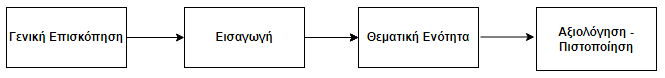 Γενική Επισκόπηση
Εισαγωγή
Θεματική Ενότητα
Αξιολόγηση -
Πιστοποίηση